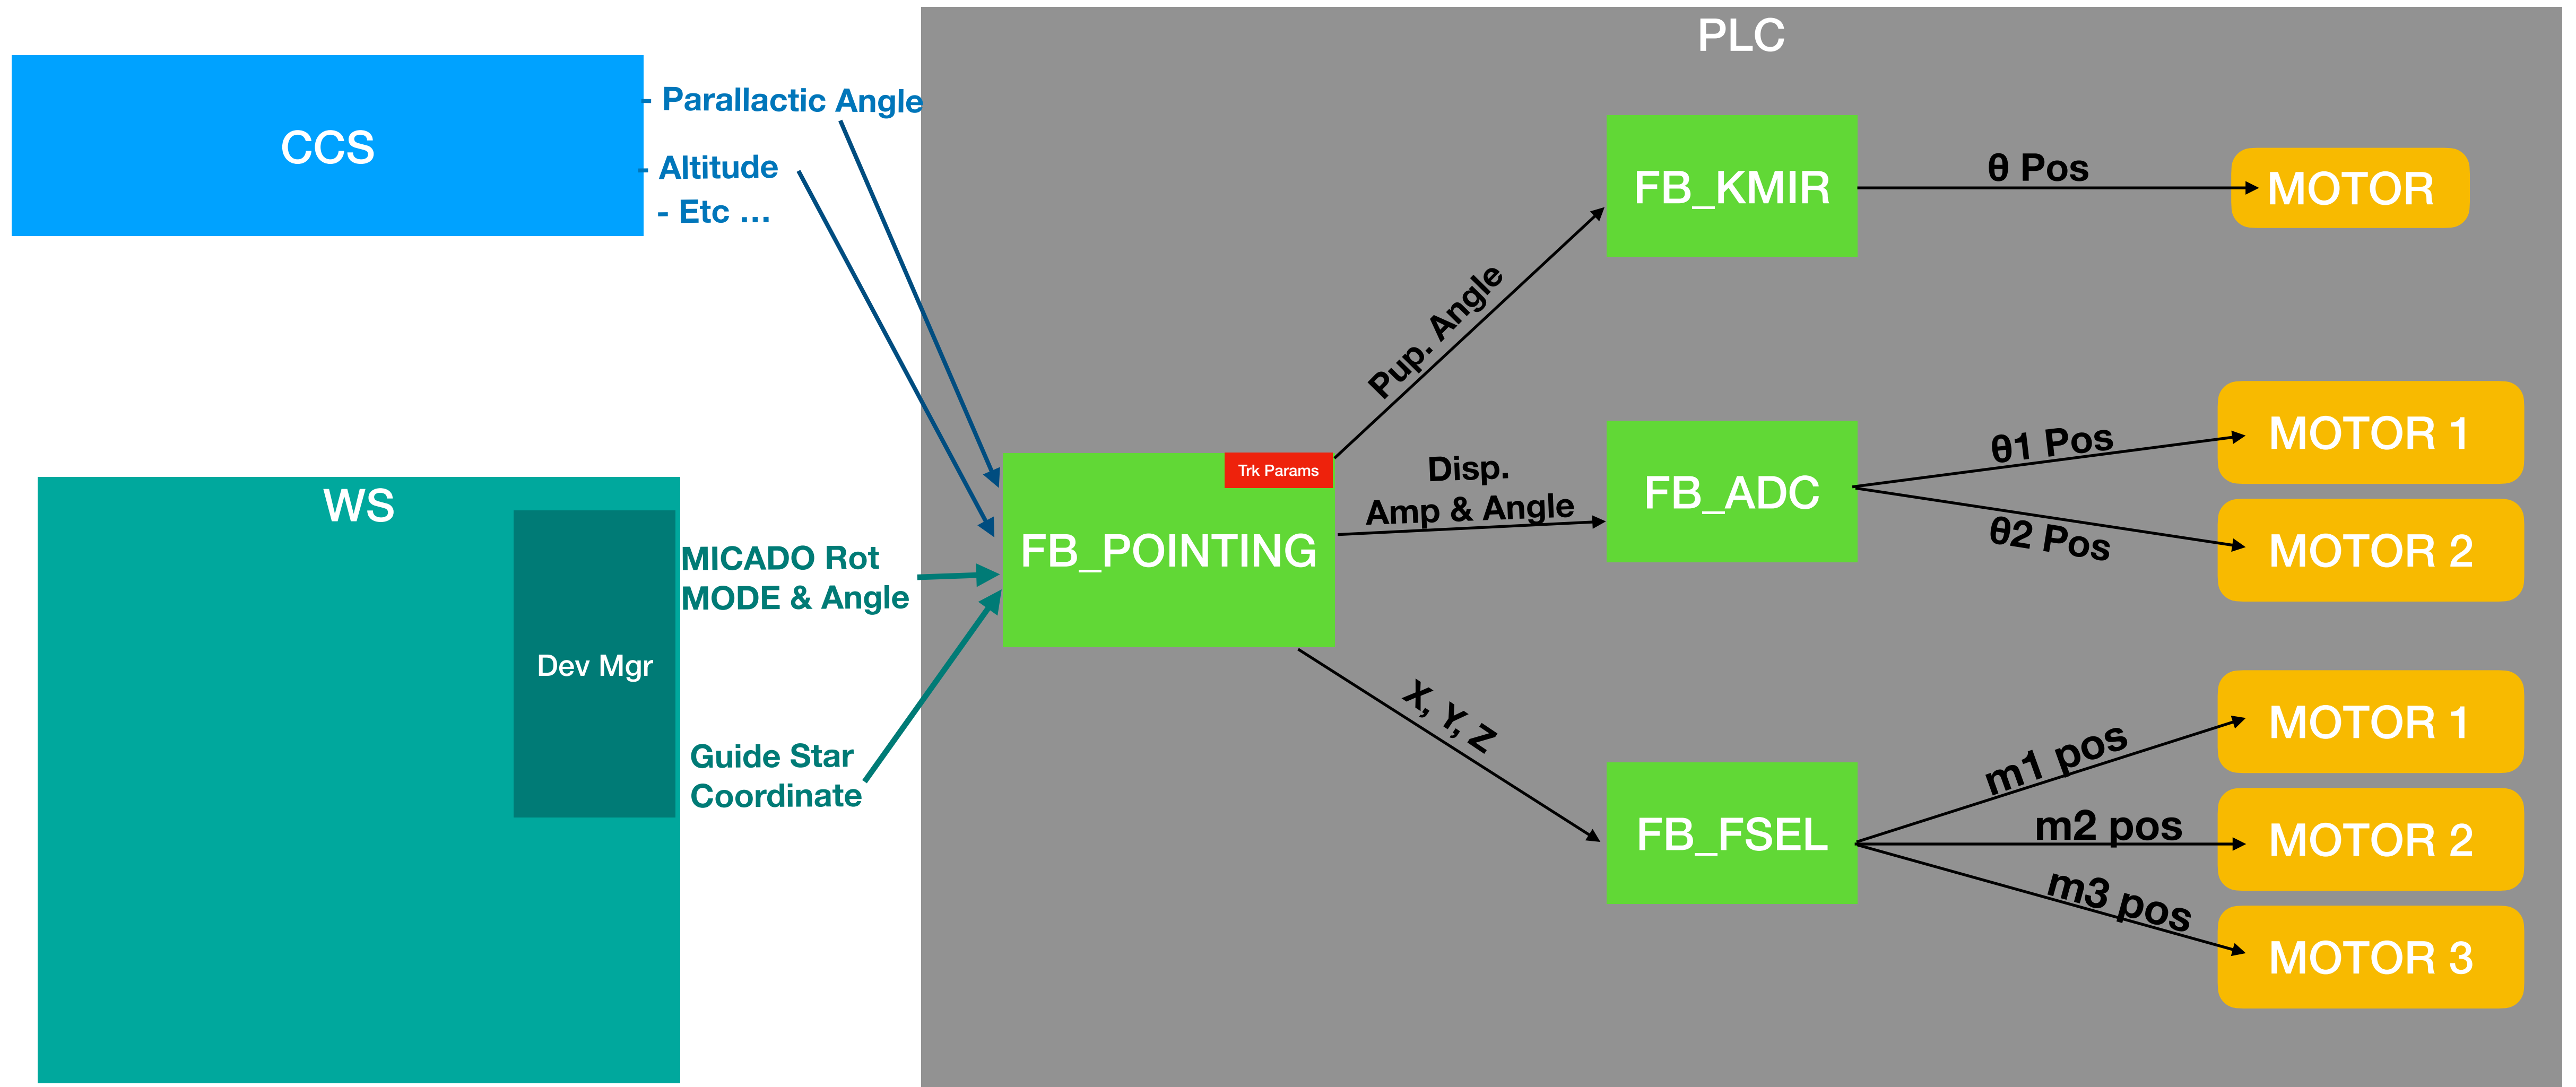 PLC
CCS
- Parallactic Angle
- Altitude
- Etc ...
WS
Dev Mgr
MICADO Rot
MODE & Angle
Guide Star
Coordinate
Trk Params
FB_POINTING
Pup. Angle
Disp.
Amp & Angle
X, Y, Z
FB_KMIR
θ Pos
MOTOR
FB_ADC
θ1 Pos
MOTOR 1
θ2 Pos
MOTOR 2
FB_FSEL
m1 pos
MOTOR 1
m2 pos
MOTOR 2
m3 pos
MOTOR 3